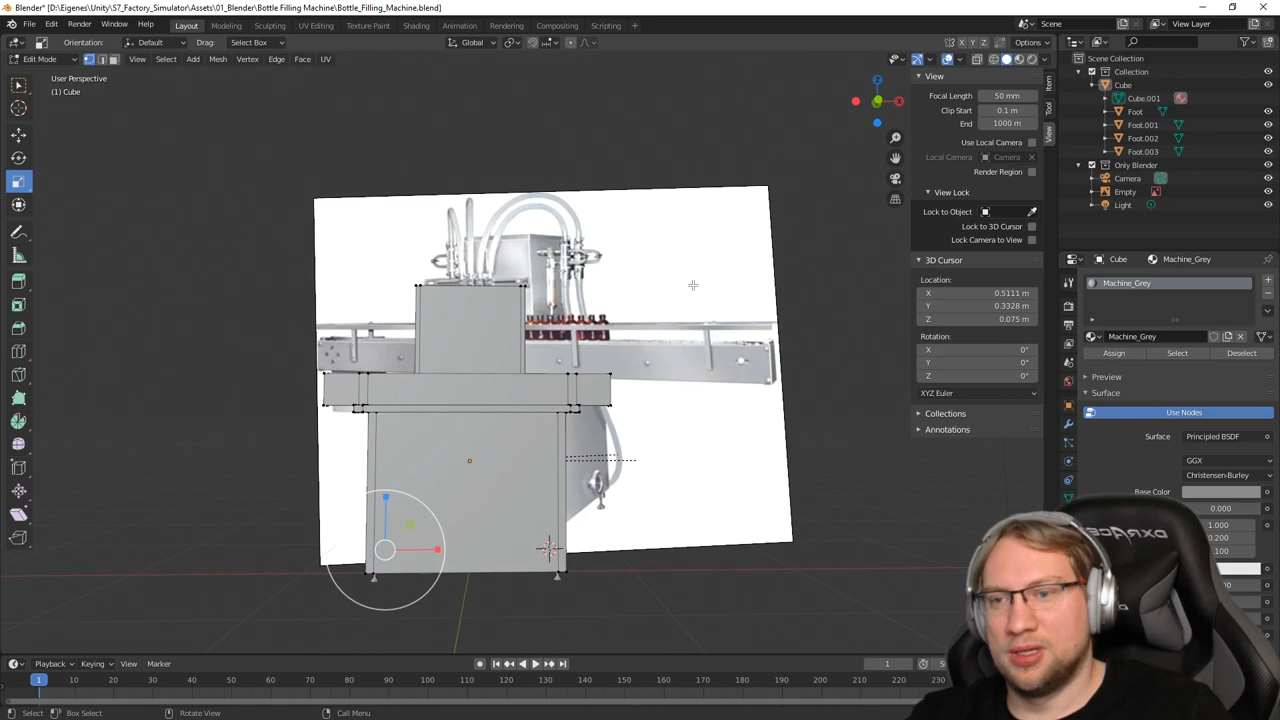 Blender* [D:\Eigenes\Unity\S7_Factory_Simulator\Assets\01_Blender\Bottle Filling Machine\Bottle_Filling_Machine.blend]
File Edit Render Window Help Layout Modeling Sculpting UV Editing Texture Paint Shading Animation Rendering Compositing Scripting + Scene View Layer
Orientation: Default Drag: Select Box Global X Y Z Options
Edit Mode View Select Add Mesh Vertex Edge Face UV
User Perspective
(1) Cube
Z
X
View
Focal Length 50 mm
Clip Start 0.1 m
End 1000 m
Use Local Camera
Local Camera Camera
Render Region
View Lock
Lock to Object
Lock to 3D Cursor
Lock Camera to View
3D Cursor
Location:
X 0.5111 m
Y 0.3328 m
Z 0.075 m
Rotation:
X 0°
Y 0°
Z 0°
XYZ Euler
Collections
Annotations
Item
Tool
View
Scene Collection
Collection
Cube
Cube.001
Foot
Foot.001
Foot.002
Foot.003
Only Blender
Camera
Empty
Light
Cube Machine_Grey
Machine_Grey
Machine_Grey
Assign Select Deselect
Preview
Surface
Use Nodes
Surface Principled BSDF
GGX
Christensen-Burley
Base Color
0.000
1.000
0.200
100
DXRACER
Playback Keying View Marker 1
1 10 20 30 40 50 60 70 80 90 100 110 120 130 140 150 160 170 180 190 200 210 220 230
Select Box Select Rotate View Call Menu